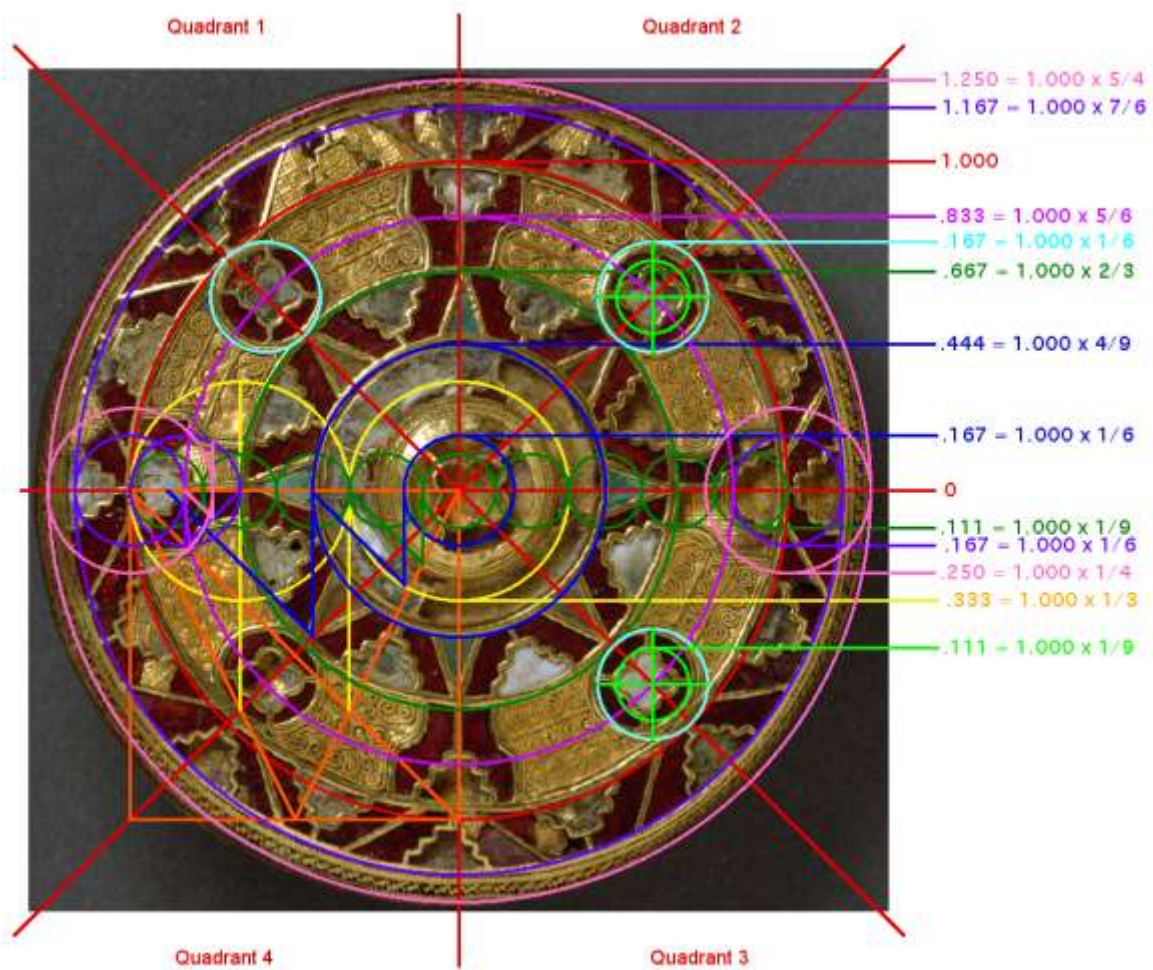 Quadrant 1
Quadrant 2
1.250 = 1.000 x 5/4
1.167 = 1.000 x 7/6
1.000
.833 = 1.000 x 5/6
.167 = 1.000 x 1/6
.667 = 1.000 x 2/3
.444 = 1.000 x 4/9
.167 = 1.000 x 1/6
0
.111 = 1.000 x 1/9
.167 = 1.000 x 1/6
.250 = 1.000 x 1/4
.333 = 1.000 x 1/3
.111 = 1.000 x 1/9
Quadrant 4
Quadrant 3